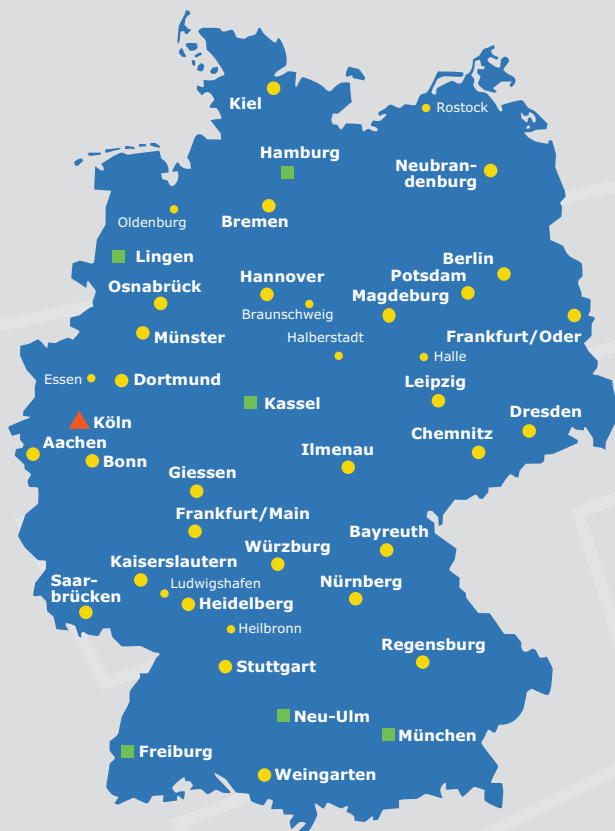 Kiel
Rostock
Hamburg
Neubran-
denburg
Oldenburg
Bremen
Lingen
Berlin
Hannover
Potsdam
Osnabrück
Magdeburg
Braunschweig
Münster
Halberstadt
Frankfurt/Oder
Halle
Essen
Dortmund
Leipzig
Kassel
Dresden
Köln
Chemnitz
Aachen
Ilmenau
Bonn
Giessen
Frankfurt/Main
Bayreuth
Würzburg
Kaiserslautern
Saar-
brücken
Ludwigshafen
Nürnberg
Heidelberg
Heilbronn
Regensburg
Stuttgart
Neu-Ulm
München
Freiburg
Weingarten